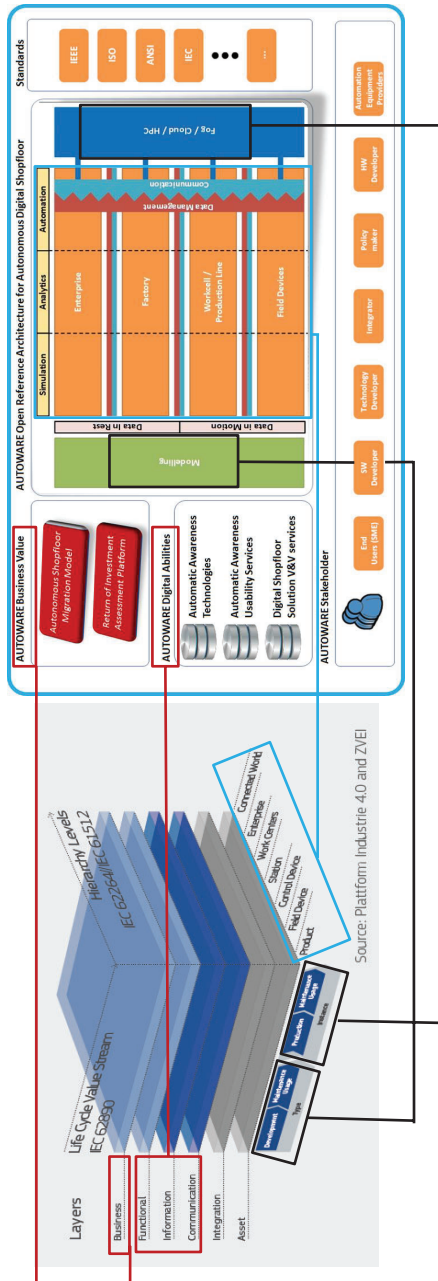 Layers
Life Cycle Value Stream
IEC 62890
Hierarchy Levels
IEC 62264/IEC 61512
Business
Functional
Information
Communication
Integration
Asset
Development
Maintenance
Usage
Type
Production
Maintenance
Usage
Instance
Connected World
Enterprise
Work Centers
Station
Control Device
Field Device
Product
Source: Plattform Industrie 4.0 and ZVEI
AUTOWARE Business Value
Autonomous Shopfloor
Migration Model
Return of Investment
Assessment Platform
AUTOWARE Digital Abilities
Automatic Awareness
Technologies
Automatic Awareness
Usability Services
Digital Shopfloor
Solution V&V services
AUTOWARE Open Reference Architecture for Autonomous Digital Shopfloor
Simulation
Analytics
Automation
Modelling
Data In Rest
Data in Motion
Enterprise
Factory
Workcell /
Production Line
Field Devices
Data Management
Communication
Fog / Cloud / HPC
Standards
IEEE
ISO
ANSI
IEC
...
AUTOWARE Stakeholder
End
Users (SME)
SW
Developer
Technology
Developer
Integrator
Policy
maker
HW
Developer
Automation
Equipment
Providers